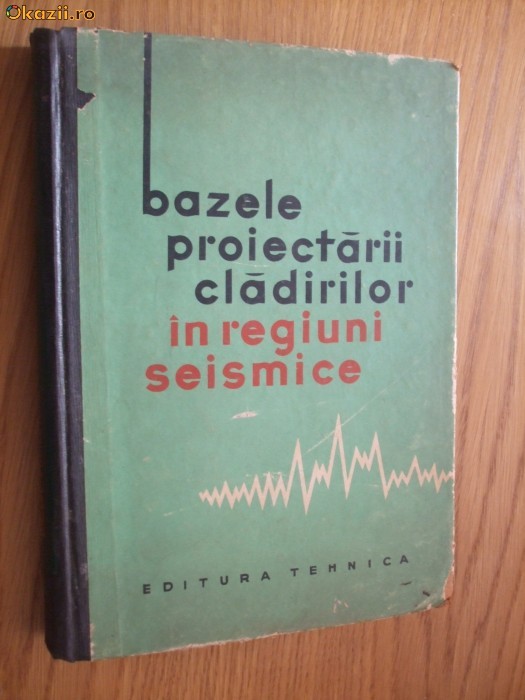 Okazii.ro
bazele
proiectării
clădirilor
în regiuni
seismice
EDITURA TEHNICA